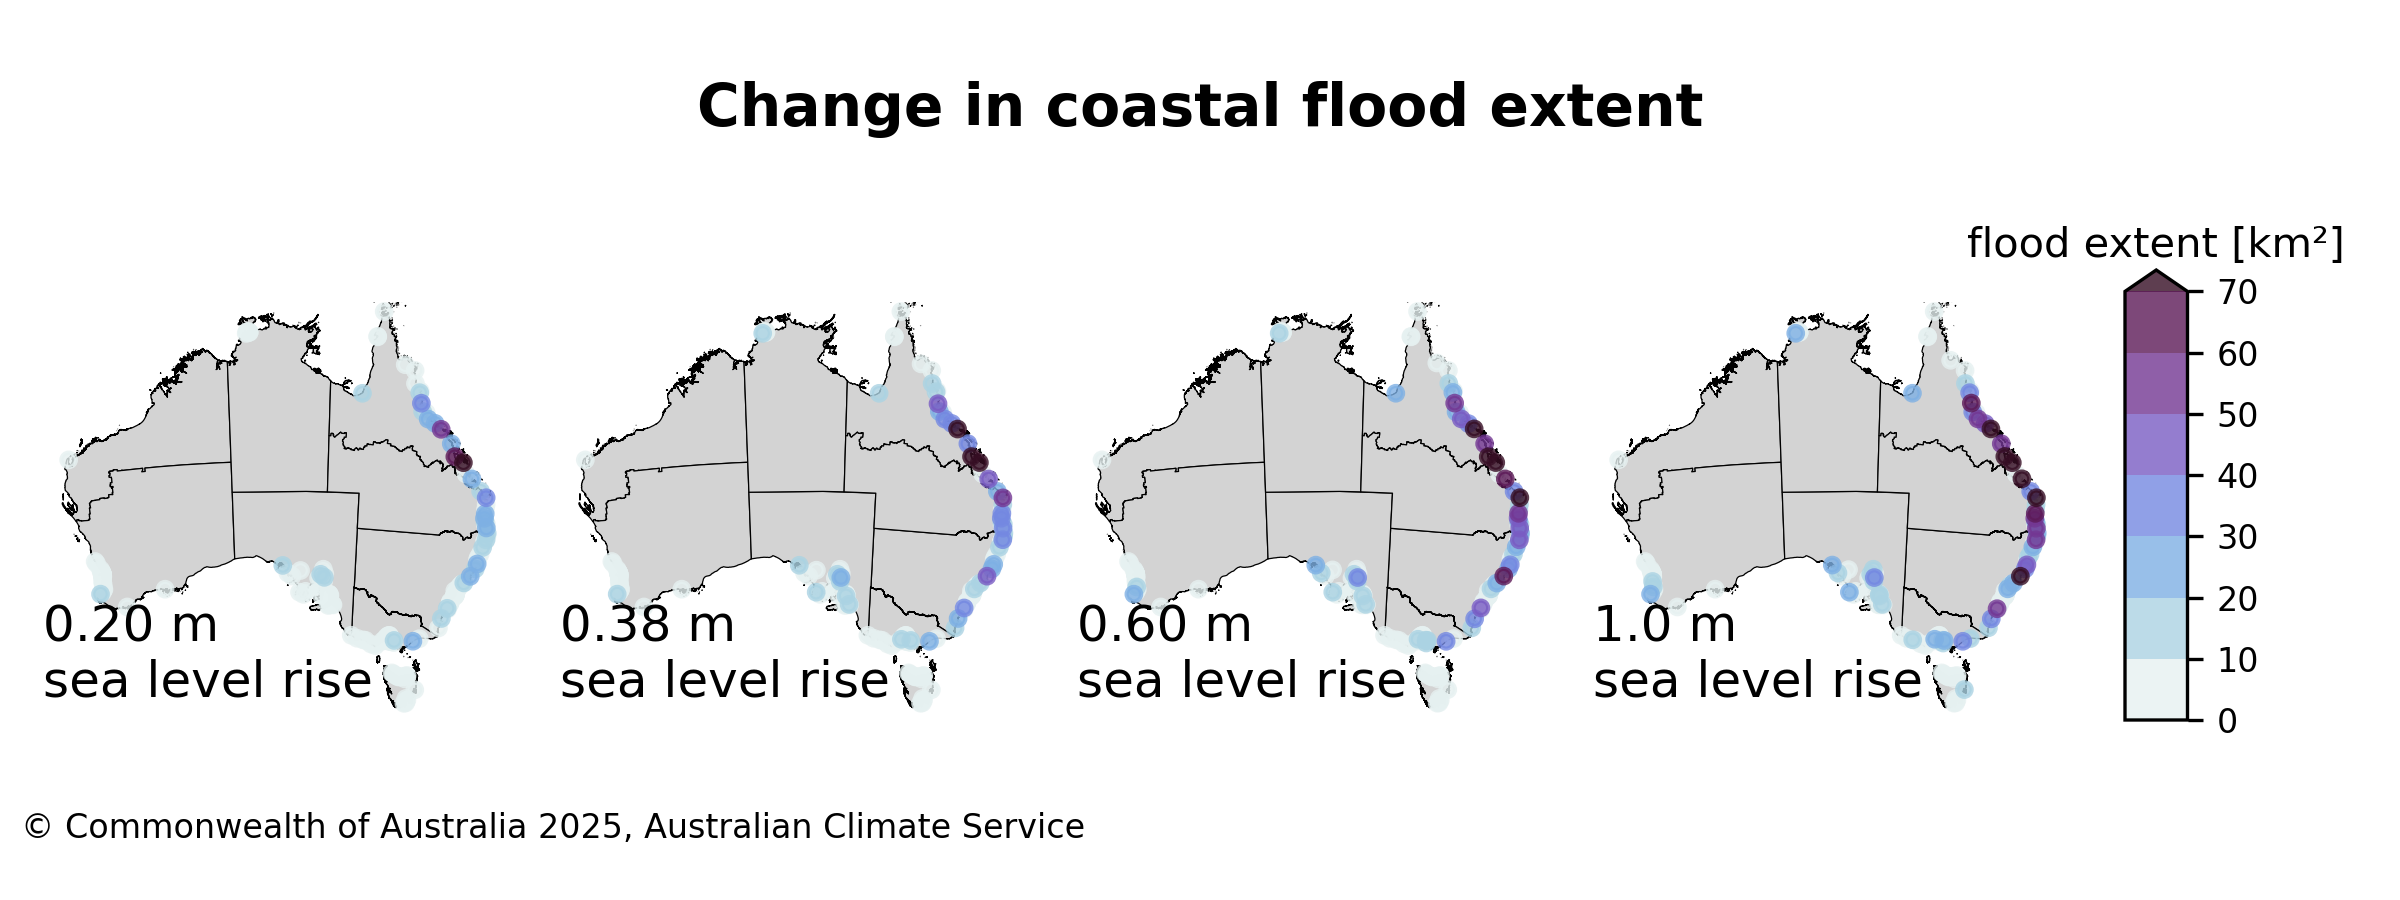 Change in coastal flood extent
flood extent [km²]
70
60
50
40
30
20
10
0
0.20 m
sea level rise
0.38 m
sea level rise
0.60 m
sea level rise
1.0 m
sea level rise
© Commonwealth of Australia 2025, Australian Climate Service